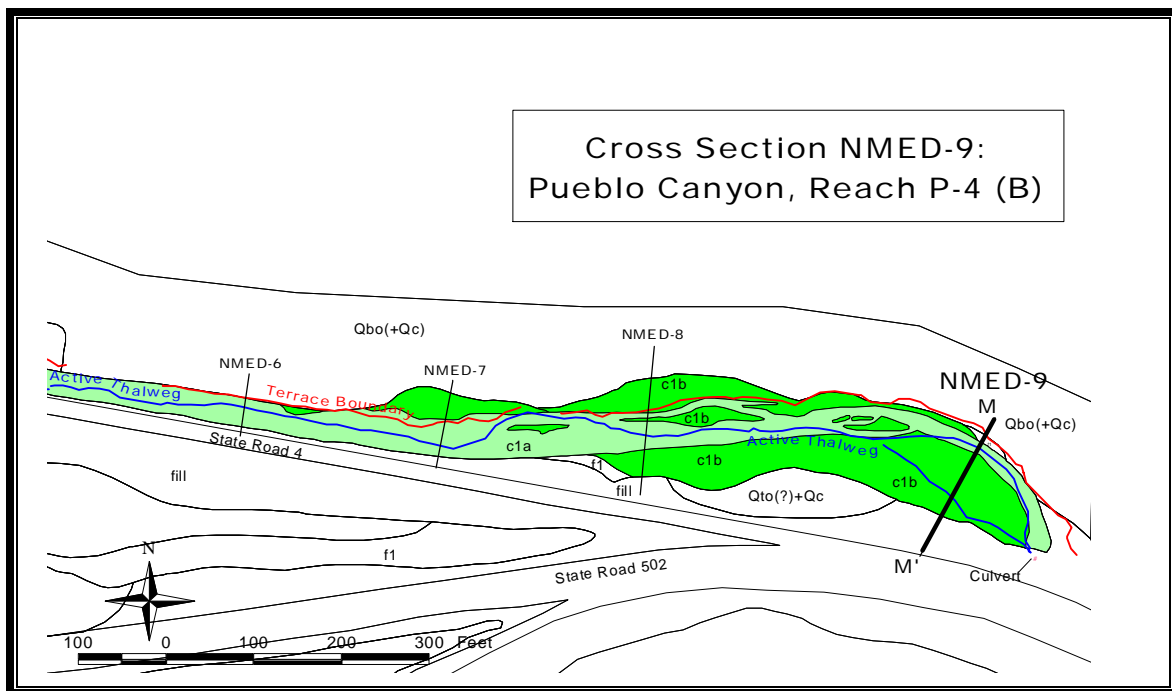 Cross Section NMED-9:
Pueblo Canyon, Reach P-4 (B)
Qbo(+Qc)
NMED-8
NMED-6
NMED-7
Active Thalweg
Terrace Boundary
c1b
NMED-9
M
Qbo(+Qc)
c1b
State Road 4
c1a
Active Thalweg
c1b
f1
c1b
fill
fill
Qto(?)+Qc
f1
N
State Road 502
M'
Culvert
100 0 100 200 300 Feet